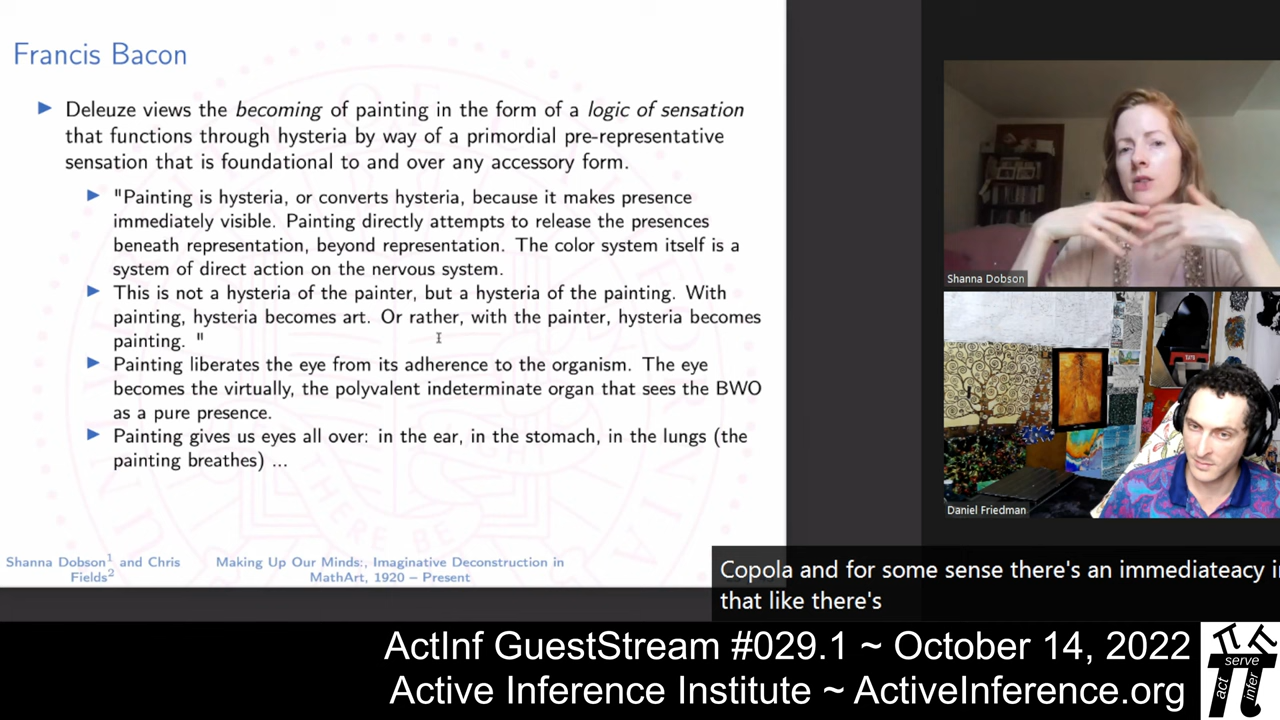 Francis Bacon
Deleuze views the becoming of painting in the form of a logic of sensation
that functions through hysteria by way of a primordial pre-representative
sensation that is foundational to and over any accessory form.
"Painting is hysteria, or converts hysteria, because it makes presence
immediately visible. Painting directly attempts to release the presences
beneath representation, beyond representation. The color system itself is a
system of direct action on the nervous system.
This is not a hysteria of the painter, but a hysteria of the painting. With
painting, hysteria becomes art. Or rather, with the painter, hysteria becomes
painting. "
Painting liberates the eye from its adherence to the organism. The eye
becomes the virtually, the polyvalent indeterminate organ that sees the BWO
as a pure presence.
Painting gives us eyes all over: in the ear, in the stomach, in the lungs (the
painting breathes) ...
Shanna Dobson1 and Chris
Fields2
Making Up Our Minds:, Imaginative Deconstruction in
MathArt, 1920 – Present
Shanna Dobson
Daniel Friedman
Copola and for some sense there's an immediateacy i
that like there's
ActInf GuestStream #029.1 ~ October 14, 2022
Active Inference Institute ~ ActiveInference.org
serve
act
infer